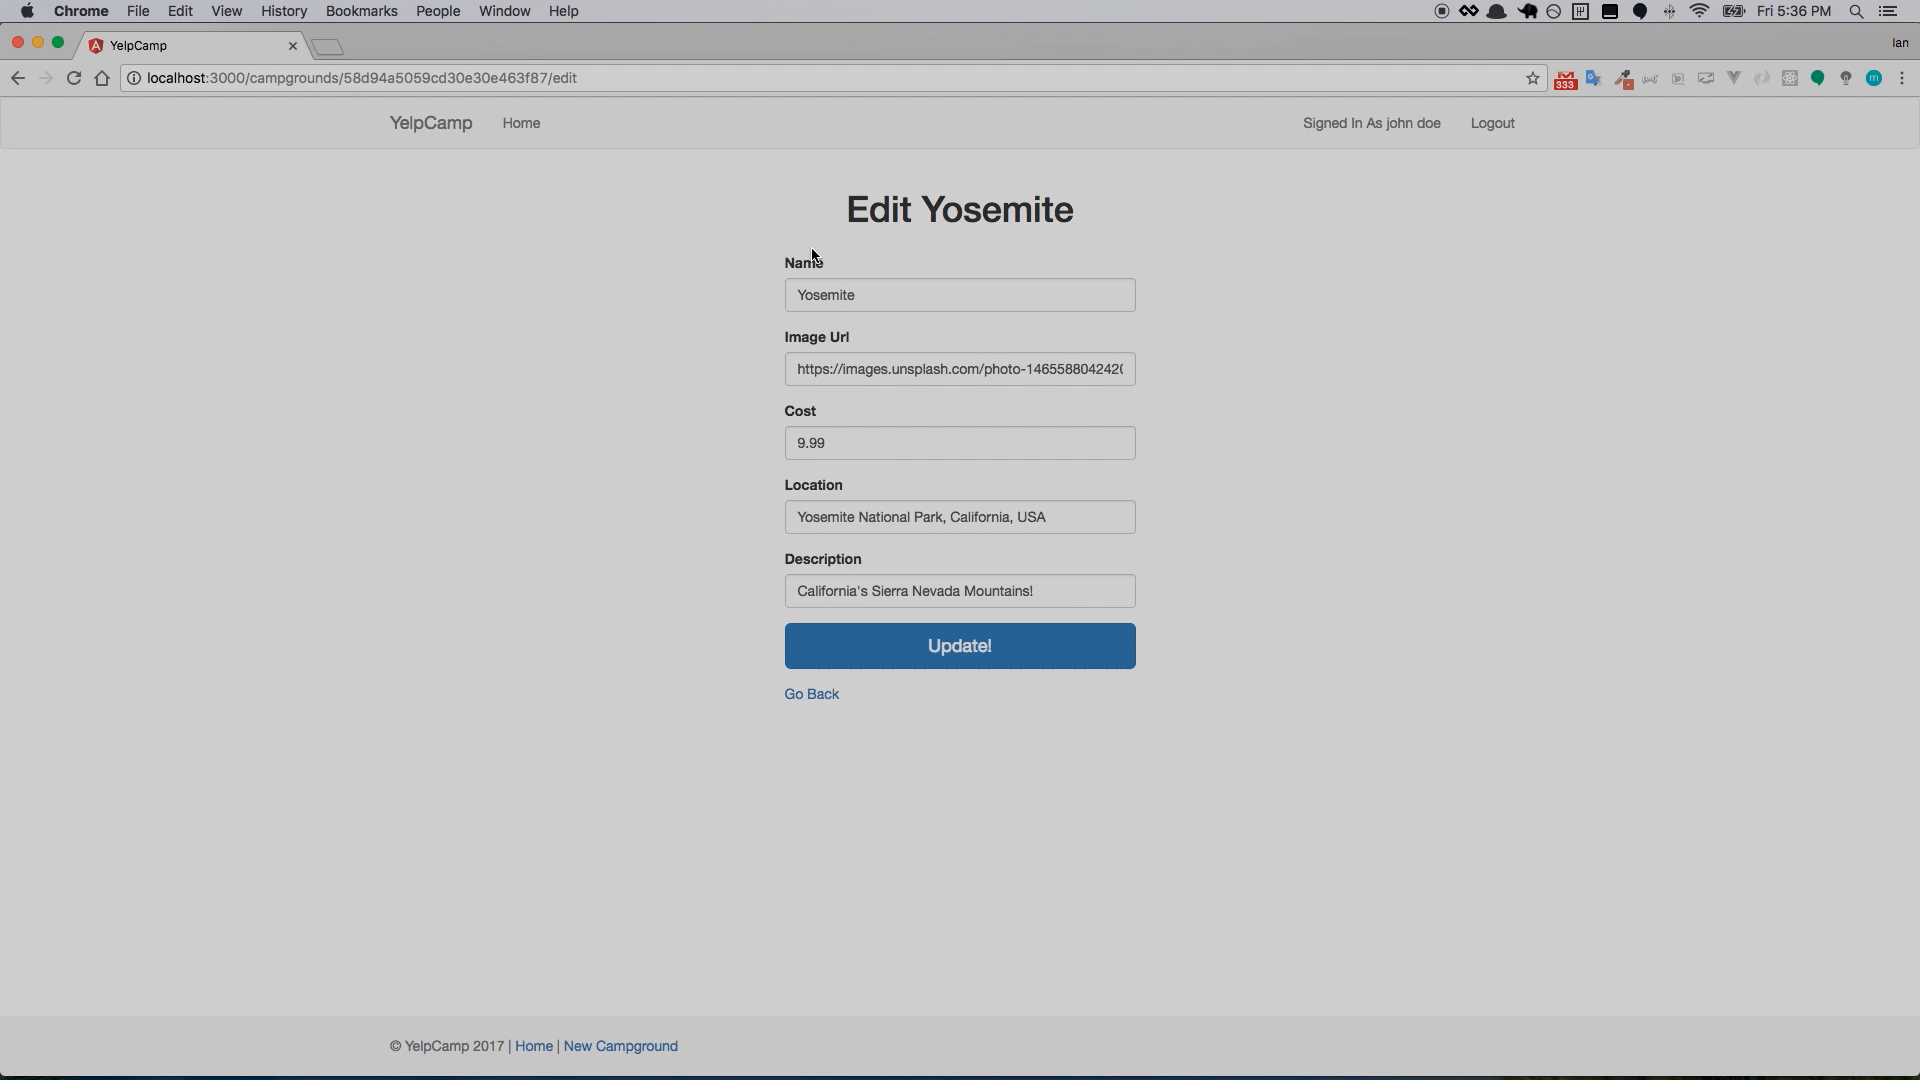 Chrome File Edit View History Bookmarks People Window Help Fri 5:36 PM
YelpCamp Ian
localhost:3000/campgrounds/58d94a5059cd30e30e463f87/edit 333 m
YelpCamp Home Signed In As john doe Logout
Edit Yosemite
Name
Yosemite
Image Url
https://images.unsplash.com/photo-1465588042420
Cost
9.99
Location
Yosemite National Park, California, USA
Description
California's Sierra Nevada Mountains!
Update!
Go Back
© YelpCamp 2017 | Home | New Campground